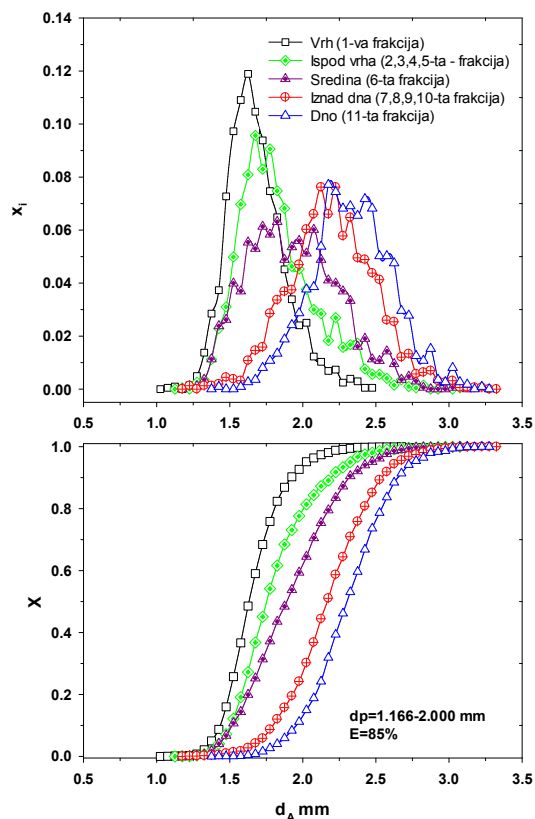 Vrh (1-va frakcija)
Ispod vrha (2,3,4,5-ta - frakcija)
Sredina (6-ta frakcija)
Iznad dna (7,8,9,10-ta frakcija)
Dno (11-ta frakcija)
0.12
0.10
0.08
0.06
0.04
0.02
0.00
xi
0.5 1.0 1.5 2.0 2.5 3.0 3.5
1.0
0.8
0.6
0.4
0.2
0.0
X
dp=1.166-2.000 mm
E=85%
0.5 1.0 1.5 2.0 2.5 3.0 3.5
dA mm